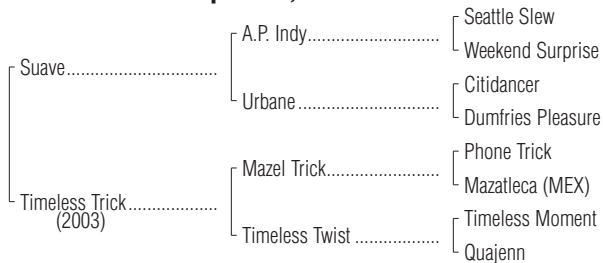 Seattle Slew
A.P. Indy..............................
Weekend Surprise
Suave..................................
Citidancer
Urbane................................
Dumfries Pleasure
Phone Trick
Mazel Trick.........................
Mazatleca (MEX)
Timeless Trick....................
(2003)
Timeless Moment
Timeless Twist ...................
Quajenn